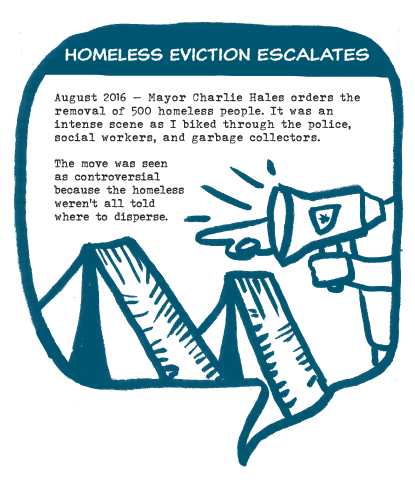 HOMELESS EVICTION ESCALATES
August 2016 – Mayor Charlie Hales orders the
removal of 500 homeless people. It was an
intense scene as I biked through the police,
social workers, and garbage collectors.
The move was seen
as controversial
because the homeless
weren't all told
where to disperse.